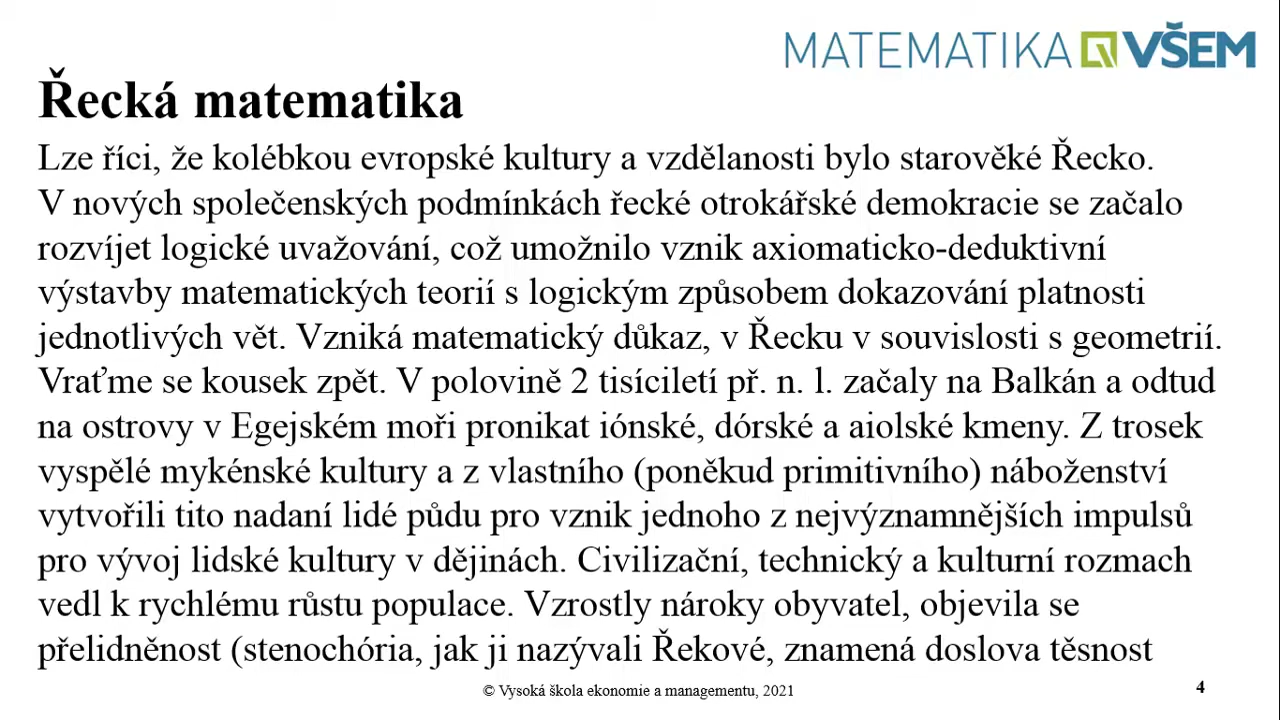 MATEMATIKA VŠEM
Řecká matematika
Lze říci, že kolébkou evropské kultury a vzdělanosti bylo starověké Řecko.
V nových společenských podmínkách řecké otrokářské demokracie se začalo
rozvíjet logické uvažování, což umožnilo vznik axiomaticko-deduktivní
výstavby matematických teorií s logickým způsobem dokazování platnosti
jednotlivých vět. Vzniká matematický důkaz, v Řecku v souvislosti s geometrií.
Vraťme se kousek zpět. V polovině 2 tisíciletí př. n. l. začaly na Balkán a odtud
na ostrovy v Egejském moři pronikat iónské, dórské a aiolské kmeny. Z trosek
vyspělé mykénské kultury a z vlastního (poněkud primitivního) náboženství
vytvořili tito nadaní lidé půdu pro vznik jednoho z nejvýznamnějších impulsů
pro vývoj lidské kultury v dějinách. Civilizační, technický a kulturní rozmach
vedl k rychlému růstu populace. Vzrostly nároky obyvatel, objevila se
přelidněnost (stenochória, jak ji nazývali Řekové, znamená doslova těsnost
© Vysoká škola ekonomie a managementu, 2021
4